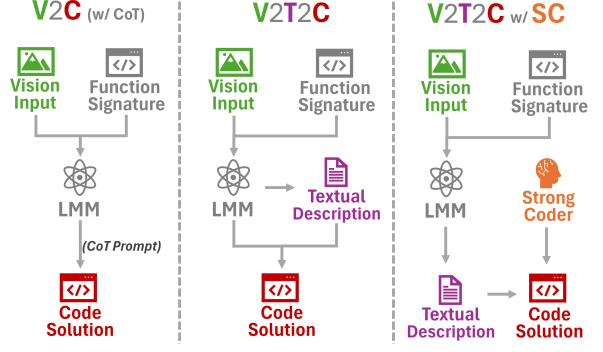 V2C (w/ CoT)
Vision
Input
Function
Signature
LMM
(CoT Prompt)
Code
Solution
V2T2C
Vision
Input
Function
Signature
LMM
Textual
Description
Code
Solution
V2T2C w/ SC
Vision
Input
Function
Signature
LMM
Strong
Coder
Textual
Description
Code
Solution